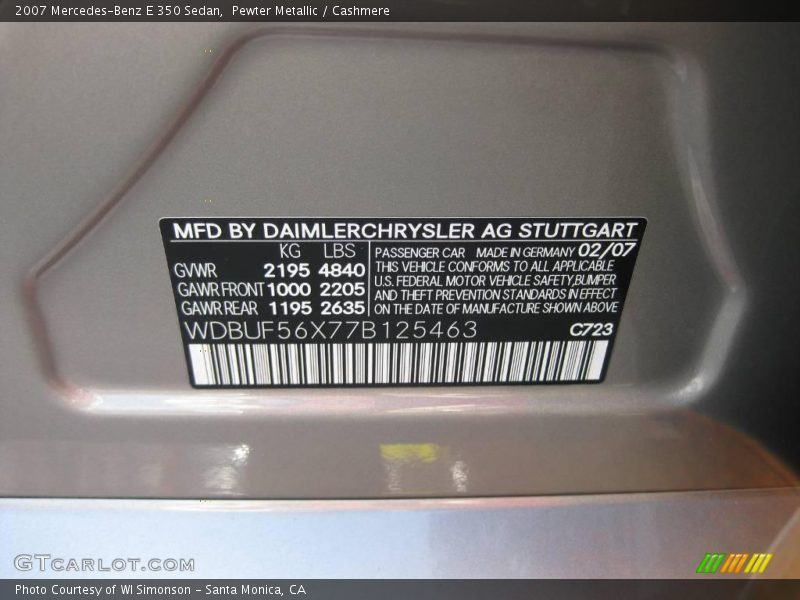 2007 Mercedes-Benz E 350 Sedan,  Pewter Metallic / Cashmere
MFD BY DAIMLERCHRYSLER AG STUTTGART
KG LBS
GVWR 2195 4840
GAWR FRONT 1000 2205
GAWR REAR 1195 2635
PASSENGER CAR MADE IN GERMANY 02/07
THIS VEHICLE CONFORMS TO ALL APPLICABLE
U.S. FEDERAL MOTOR VEHICLE SAFETY,BUMPER
AND THEFT PREVENTION STANDARDS IN EFFECT
ON THE DATE OF MANUFACTURE SHOWN ABOVE
WDBUF56X77B125463 C723
GTCARLOT.COM
Photo Courtesy of WI Simonson - Santa Monica, CA